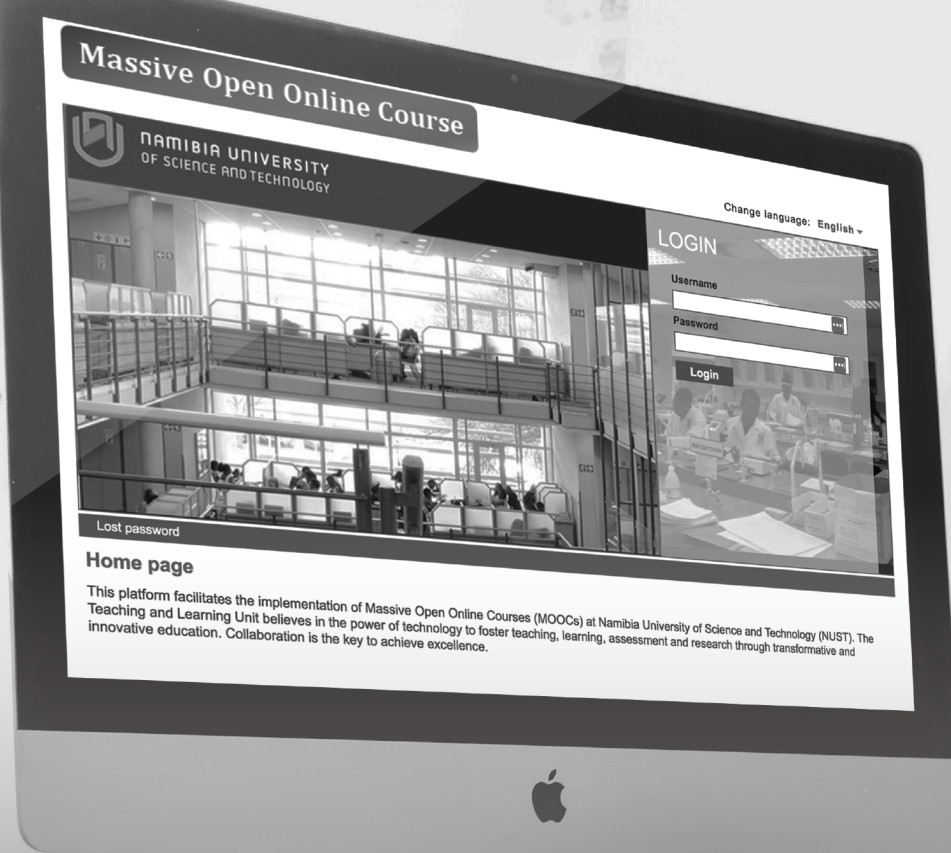 Massive Open Online Course
NAMIBIA UNIVERSITY
OF SCIENCE AND TECHNOLOGY
Change language: English
LOGIN
Username
Password
Login
RECEPTION
Lost password
Home page
This platform facilitates the implementation of Massive Open Online Courses (MOOCs) at Namibia University of Science and Technology (NUST). The
Teaching and Learning Unit believes in the power of technology to foster teaching, learning, assessment and research through transformative and
innovative education. Collaboration is the key to achieve excellence.